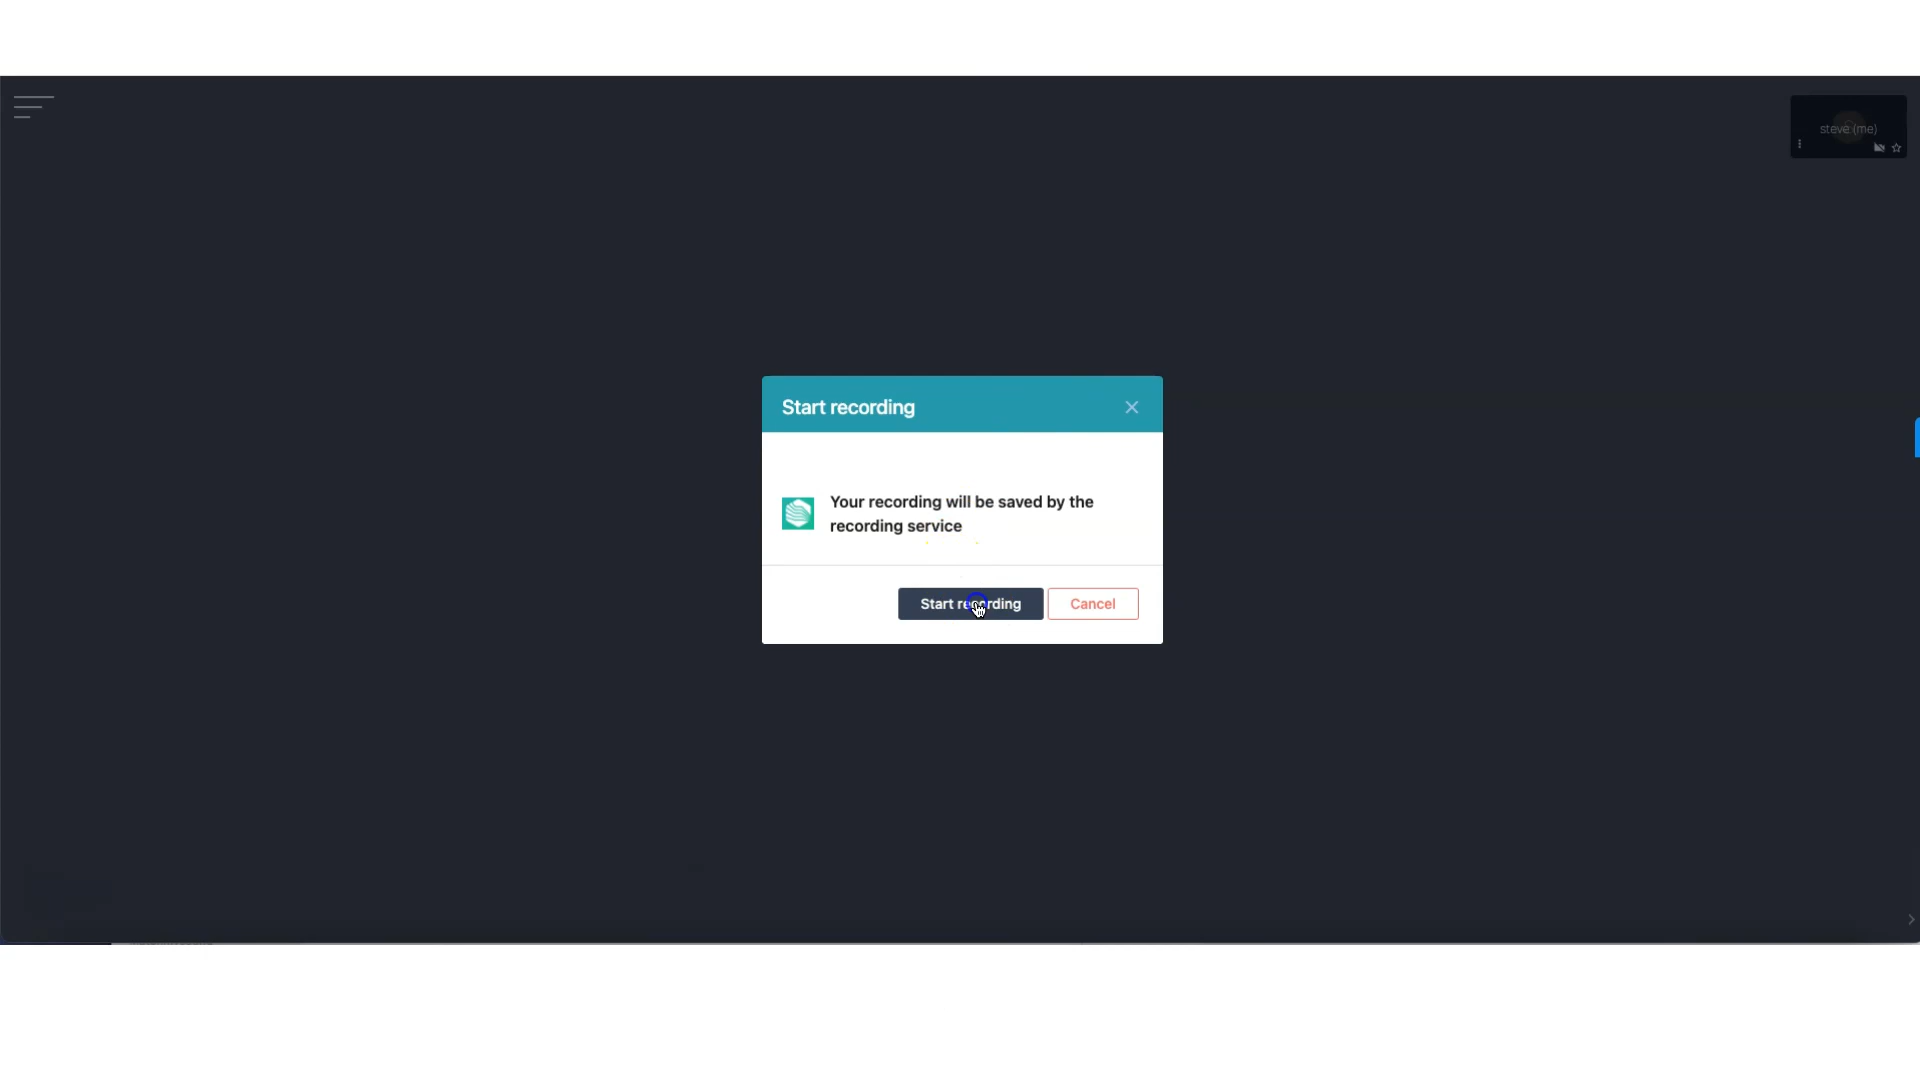 steve (me)
Start recording
Your recording will be saved by the
recording service
Start recording
Cancel